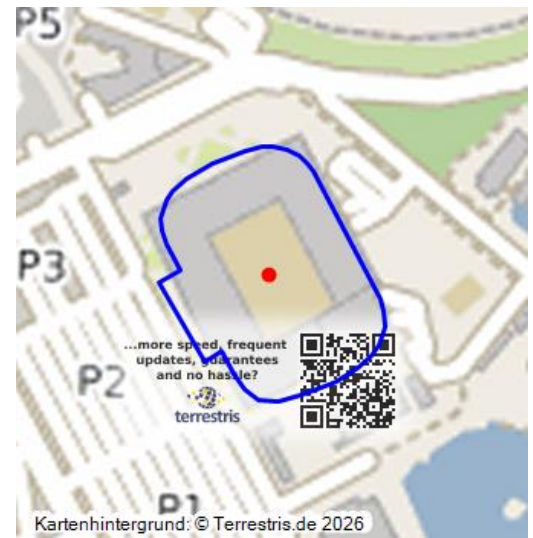 P5
P3
...more speed, frequent
updates, guarantees
and no hassle?
P2
terrestris
P1
Kartenhintergrund: © Terrestris.de 2026